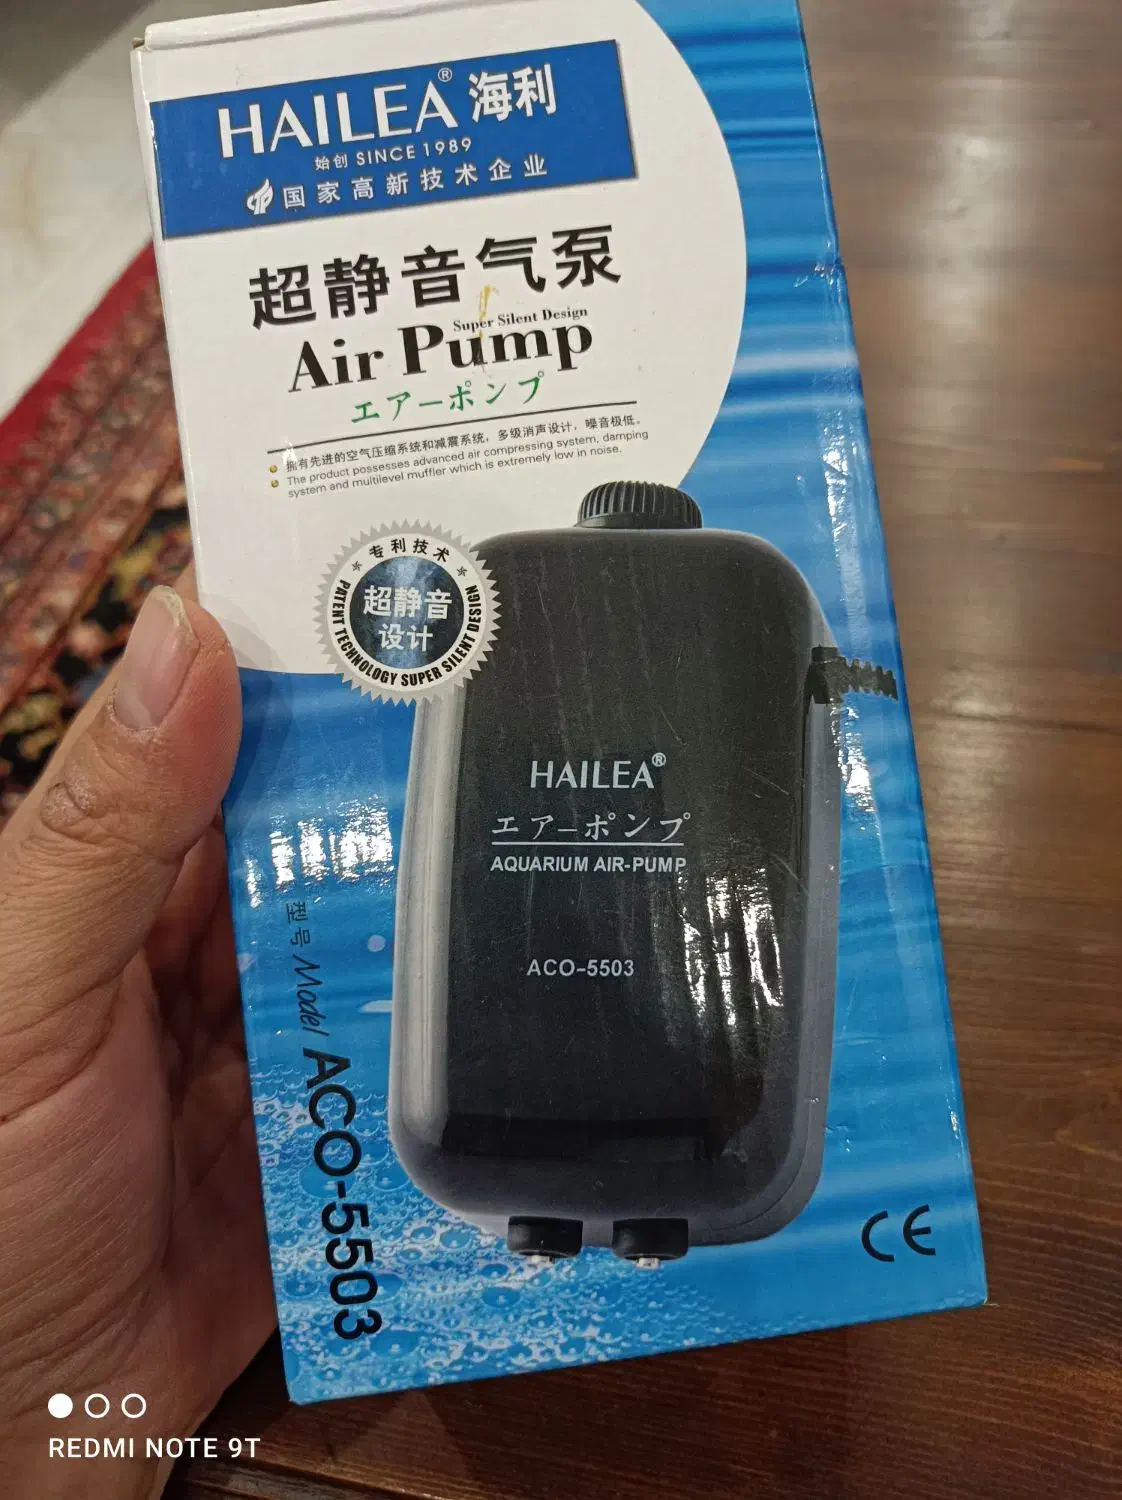 HAILEA® 海利
始创 SINCE 1989
国家高新技术企业
超静音气泵
Super Silent Design
Air Pump
エアーポンプ
拥有先进的空气压缩系统和减震系统，多级消声设计，噪音极低。
The product possesses advanced air compressing system, damping
system and multilevel muffler which is extremely low in noise.
专利技术
超静音
设计
PATENT TECHNOLOGY SUPER SILENT DESIGN
HAILEA®
エアーポンプ
AQUARIUM AIR-PUMP
ACO-5503
型号 Model ACO-5503
CE
REDMI NOTE 9T